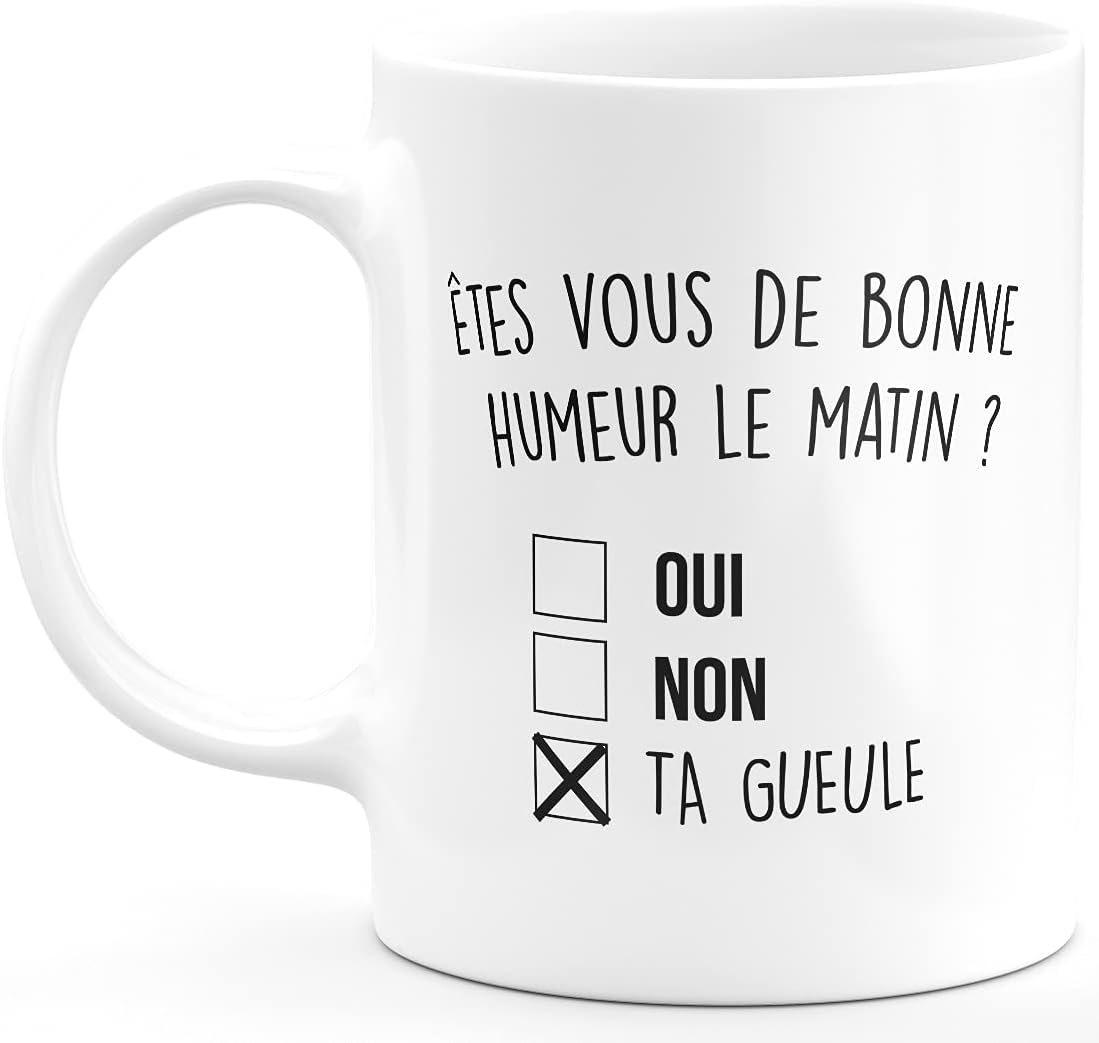 ÊTES VOUS DE BONNE
HUMEUR LE MATIN ?
OUI
NON
TA GUEULE